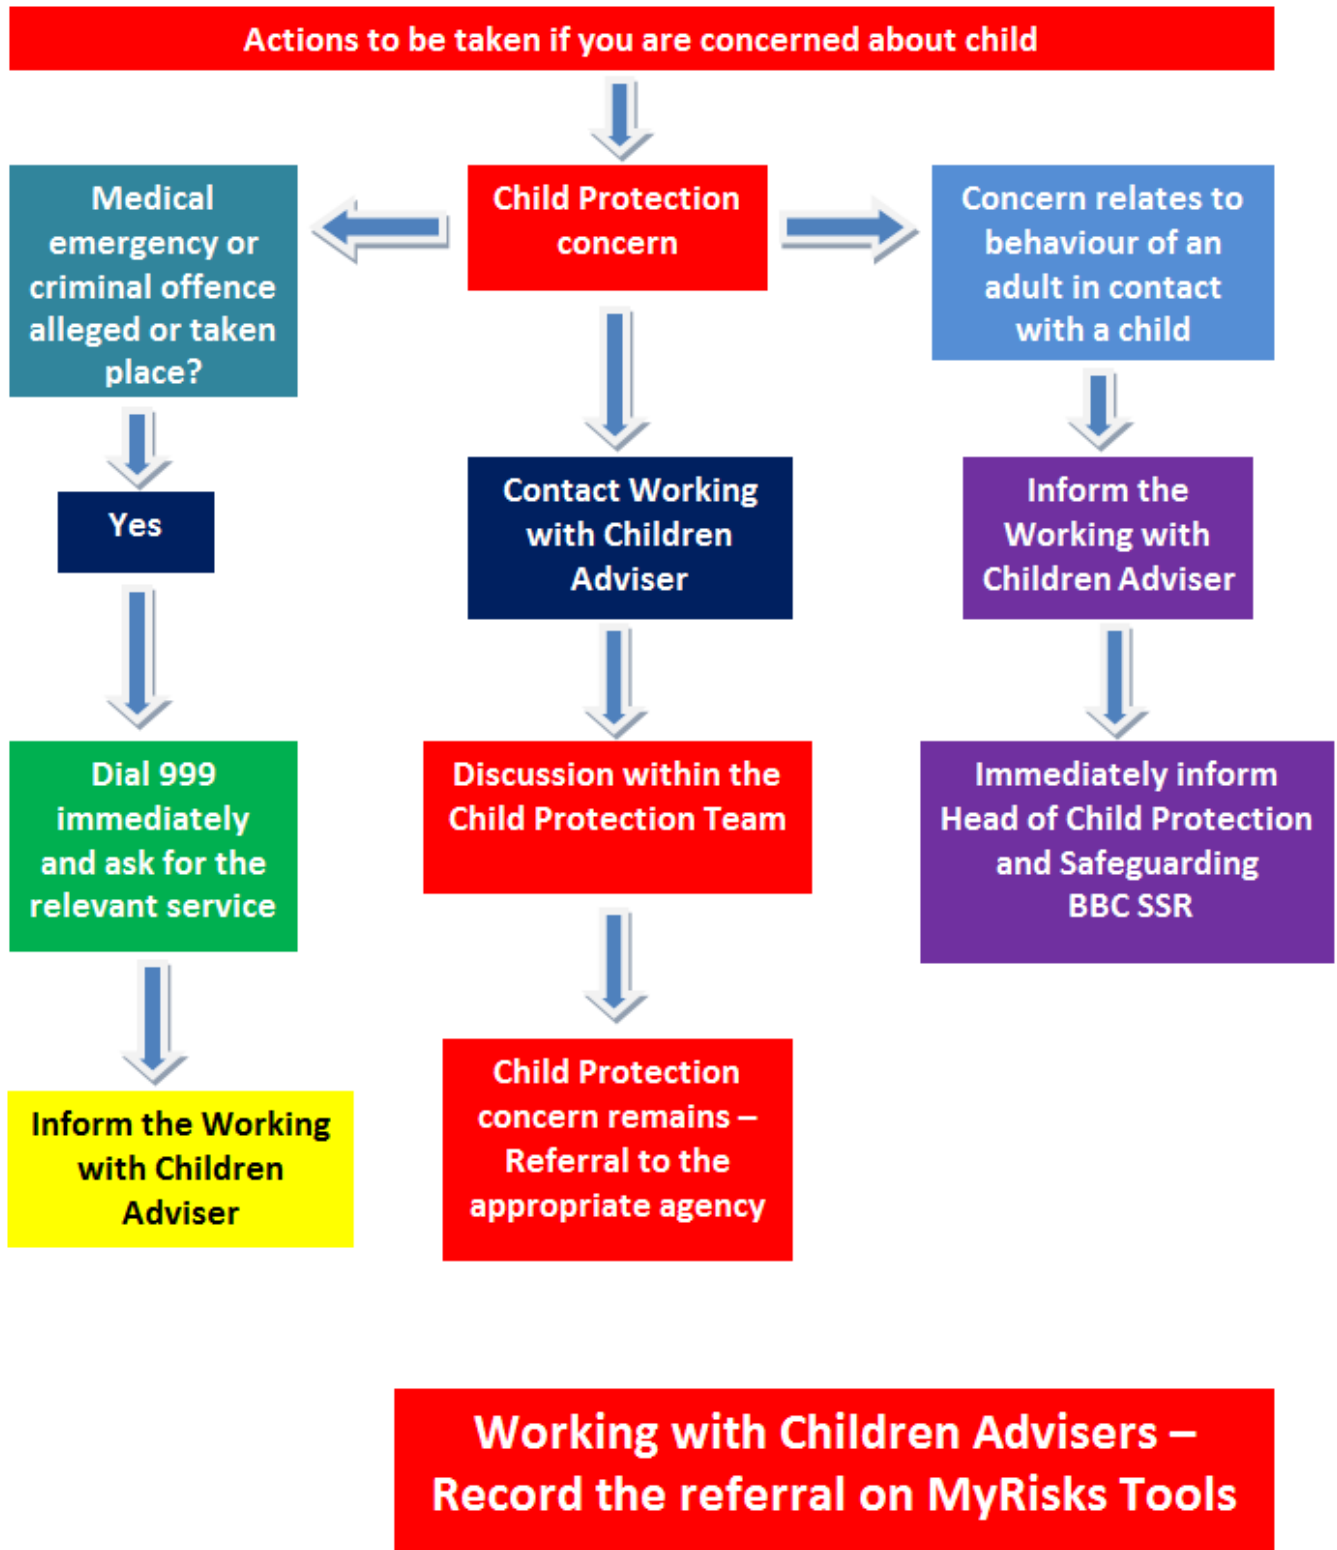 Actions to be taken if you are concerned about child
Medical
emergency or
criminal offence
alleged or taken
place?
Child Protection
concern
Concern relates to
behaviour of an
adult in contact
with a child
Yes
Contact Working
with Children
Adviser
Inform the
Working with
Children Adviser
Dial 999
immediately
and ask for the
relevant service
Discussion within the
Child Protection Team
Immediately inform
Head of Child Protection
and Safeguarding
BBC SSR
Inform the Working
with Children
Adviser
Child Protection
concern remains –
Referral to the
appropriate agency
Working with Children Advisers –
Record the referral on MyRisks Tools